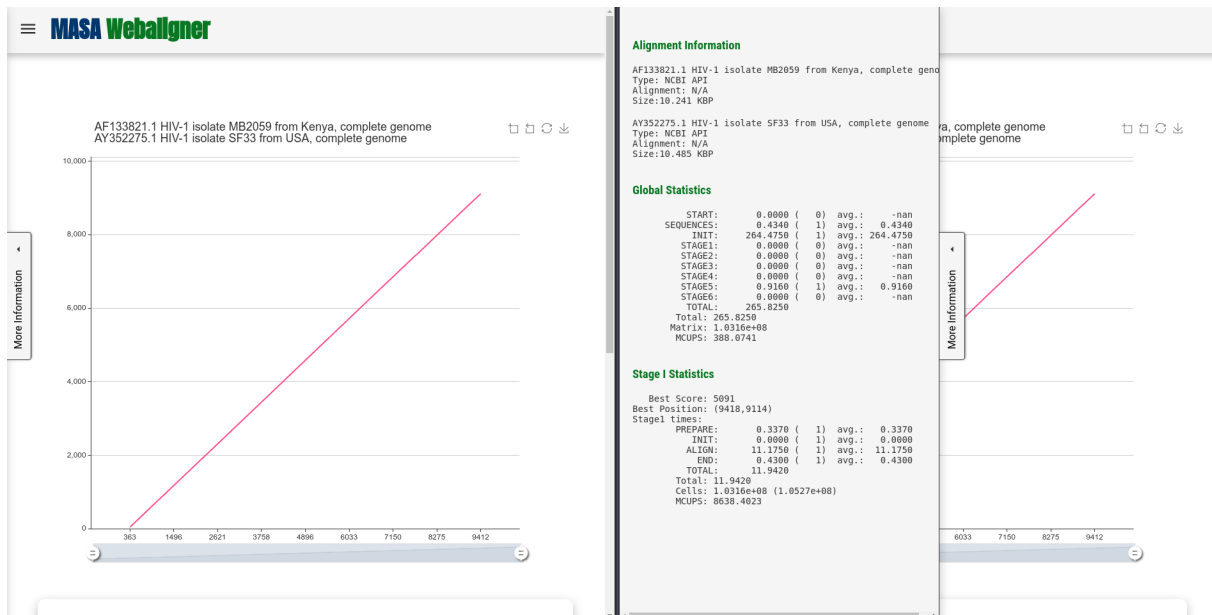 MASA Webaligner
AF133821.1 HIV-1 isolate MB2059 from Kenya, complete genome
AY352275.1 HIV-1 isolate SF33 from USA, complete genome
10,000
8,000
6,000
4,000
2,000
0
363 1496 2621 3758 4896 6033 7150 8275 9412
More Information
Alignment Information
AF133821.1 HIV-1 isolate MB2059 from Kenya, complete geno
Type: NCBI API
Alignment: N/A
Size:10.241 KBP
AY352275.1 HIV-1 isolate SF33 from USA, complete genome
Type: NCBI API
Alignment: N/A
Size:10.485 KBP
Global Statistics
START: 0.0000 ( 0) avg.: -nan
SEQUENCES: 0.4340 ( 1) avg.: 0.4340
INIT: 264.4750 ( 1) avg.: 264.4750
STAGE1: 0.0000 ( 0) avg.: -nan
STAGE2: 0.0000 ( 0) avg.: -nan
STAGE3: 0.0000 ( 0) avg.: -nan
STAGE4: 0.0000 ( 0) avg.: -nan
STAGE5: 0.9160 ( 1) avg.: 0.9160
STAGE6: 0.0000 ( 0) avg.: -nan
TOTAL: 265.8250
Total: 265.8250
Matrix: 1.0316e+08
MCUPS: 388.0741
Stage I Statistics
Best Score: 5091
Best Position: (9418,9114)
Stage1 times:
PREPARE: 0.3370 ( 1) avg.: 0.3370
INIT: 0.0000 ( 1) avg.: 0.0000
ALIGN: 11.1750 ( 1) avg.: 11.1750
END: 0.4300 ( 1) avg.: 0.4300
TOTAL: 11.9420
Total: 11.9420
Cells: 1.0316e+08 (1.0527e+08)
MCUPS: 8638.4023
ya, complete genome
mplete genome
More Information
6033 7150 8275 9412